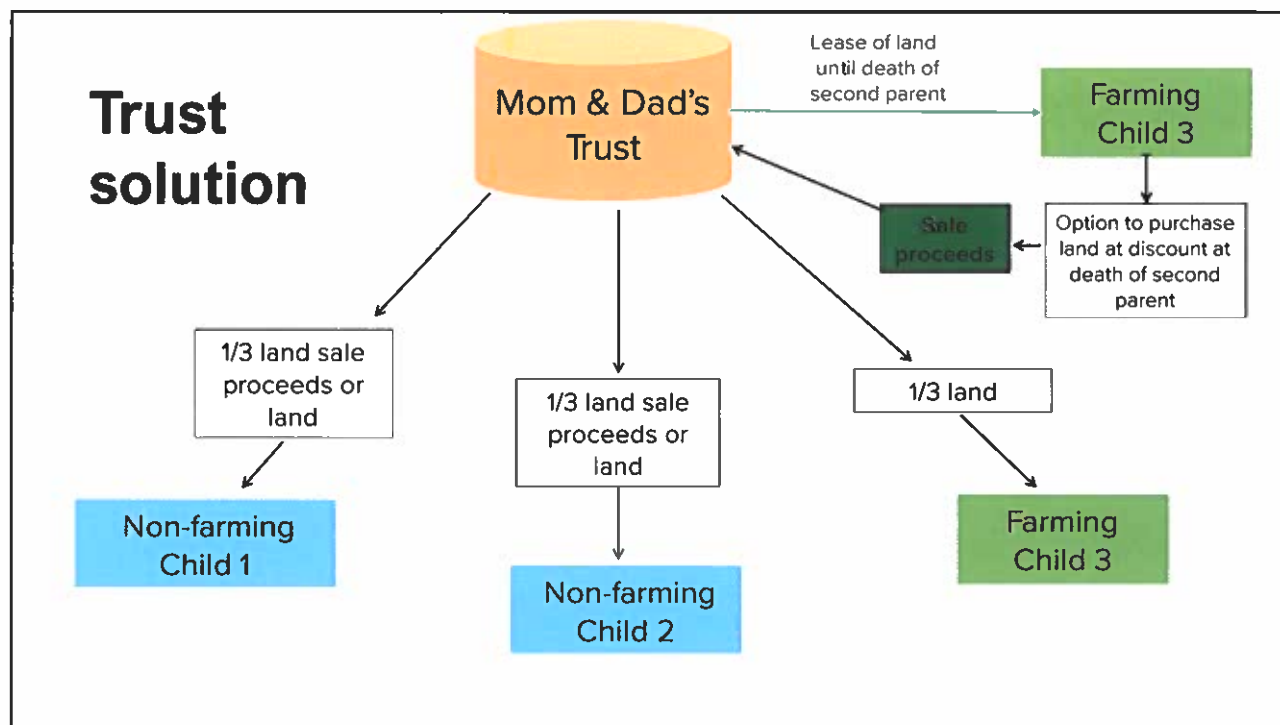 Trust
solution
Mom & Dad's
Trust
Lease of land
until death of
second parent
Farming
Child 3
Option to purchase
land at discount at
death of second
parent
Sale
proceeds
1/3 land sale
proceeds or
land
1/3 land sale
proceeds or
land
1/3 land
Non-farming
Child 1
Non-farming
Child 2
Farming
Child 3